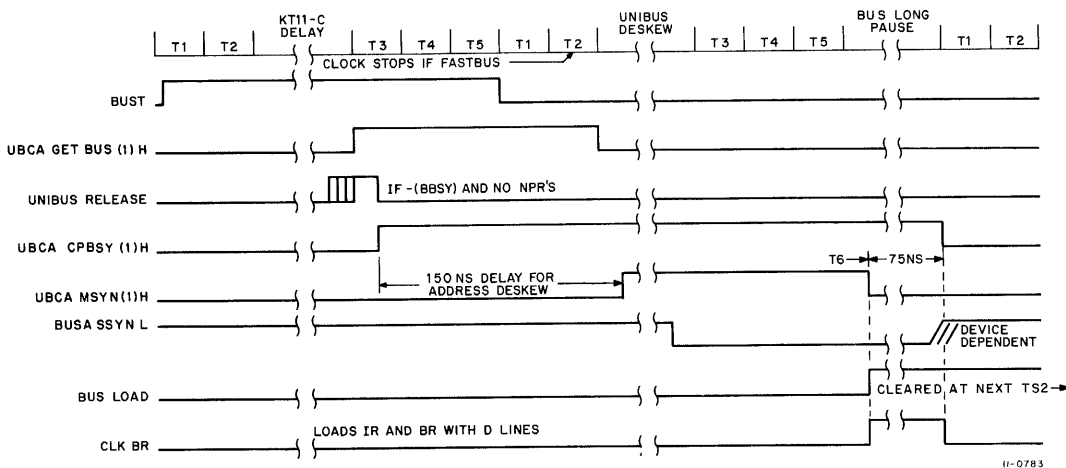 KT11-C
DELAY
UNIBUS
DESKEW
BUS LONG
PAUSE
T1 T2 T3 T4 T5 T1 T2 T3 T4 T5 T1 T2
CLOCK STOPS IF FASTBUS
BUST
UBCA GET BUS (1) H
UNIBUS RELEASE
IF -(BBSY) AND NO NPR'S
UBCA CPBSY (1) H
T6 75NS
150 NS DELAY FOR
ADDRESS DESKEW
UBCA MSYN (1) H
BUSA SSYN L
DEVICE
DEPENDENT
BUS LOAD
CLEARED AT NEXT TS2
LOADS IR AND BR WITH D LINES
CLK BR
11-0783